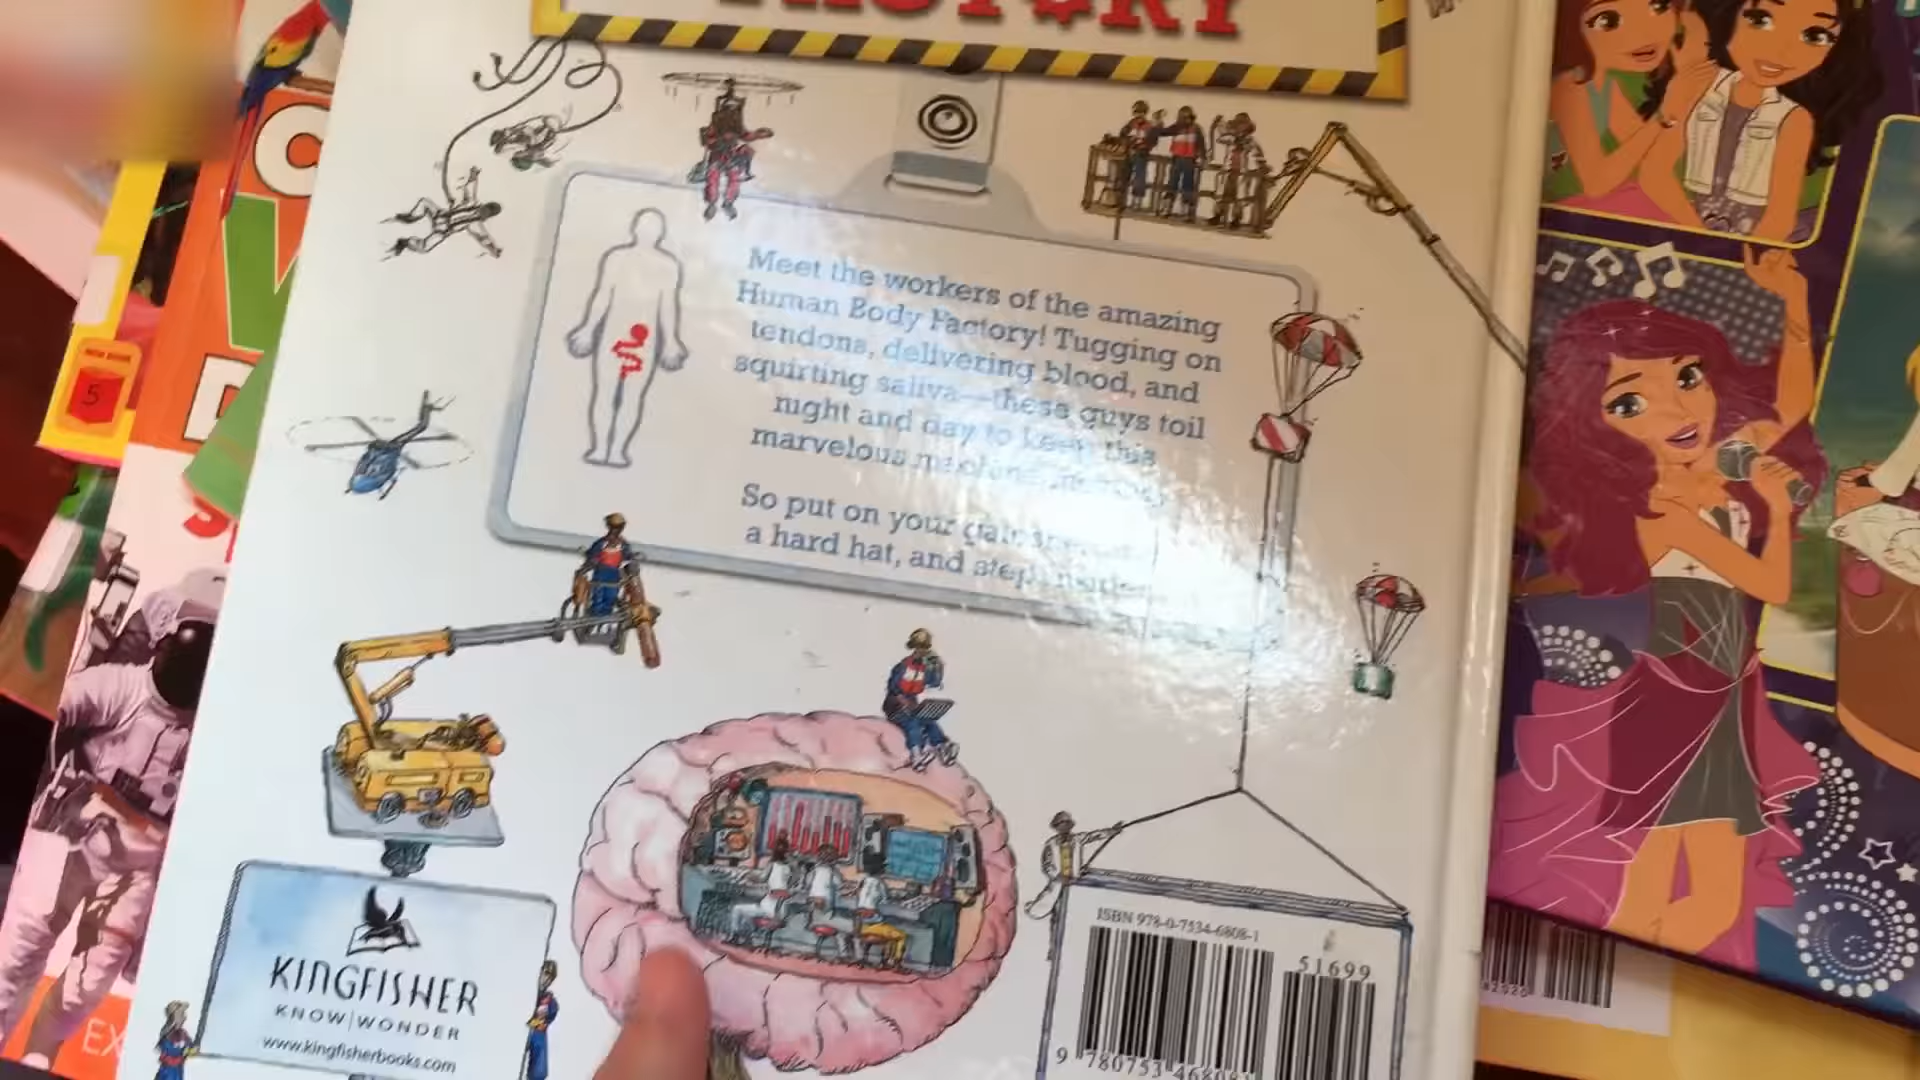 FACTORY
Meet the workers of the amazing
Human Body Factory! Tugging on
tendons, delivering blood, and
squirting saliva—these guys toil
night and day to keep this
marvelous
So put on your
a hard hat, and step
KINGFISHER
KNOW|WONDER
www.kingfisherbooks.com
ISBN 978-0-7534-6808-1
51699
9 780753 468081
5
EX